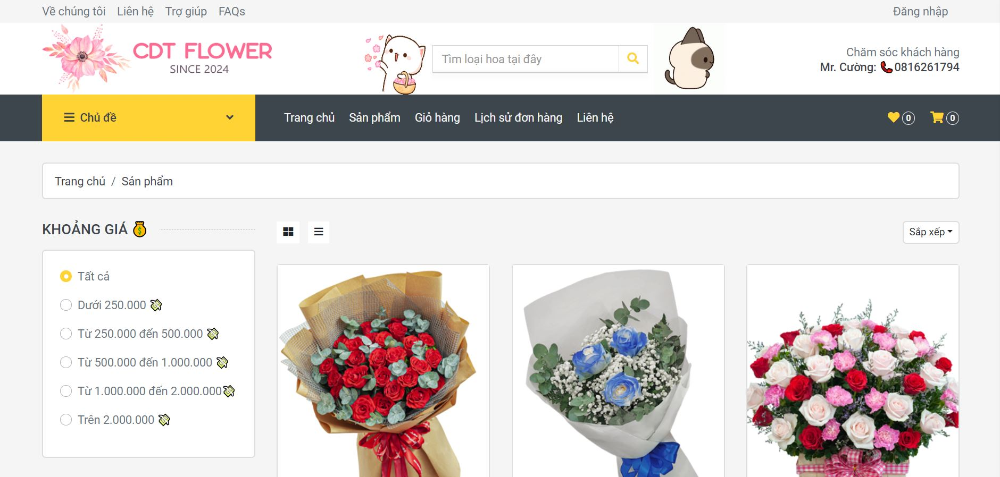 Về chúng tôi Liên hệ Trợ giúp FAQs Đăng nhập
CDT FLOWER
SINCE 2024
Tìm loại hoa tại đây
Chăm sóc khách hàng
Mr. Cường: 📞0816261794
Chủ đề
Trang chủ Sản phẩm Giỏ hàng Lịch sử đơn hàng Liên hệ 0 0
Trang chủ / Sản phẩm
KHOẢNG GIÁ 💰
Sắp xếp
Tất cả
Dưới 250.000 💸
Từ 250.000 đến 500.000 💸
Từ 500.000 đến 1.000.000 💸
Từ 1.000.000 đến 2.000.000💸
Trên 2.000.000 💸